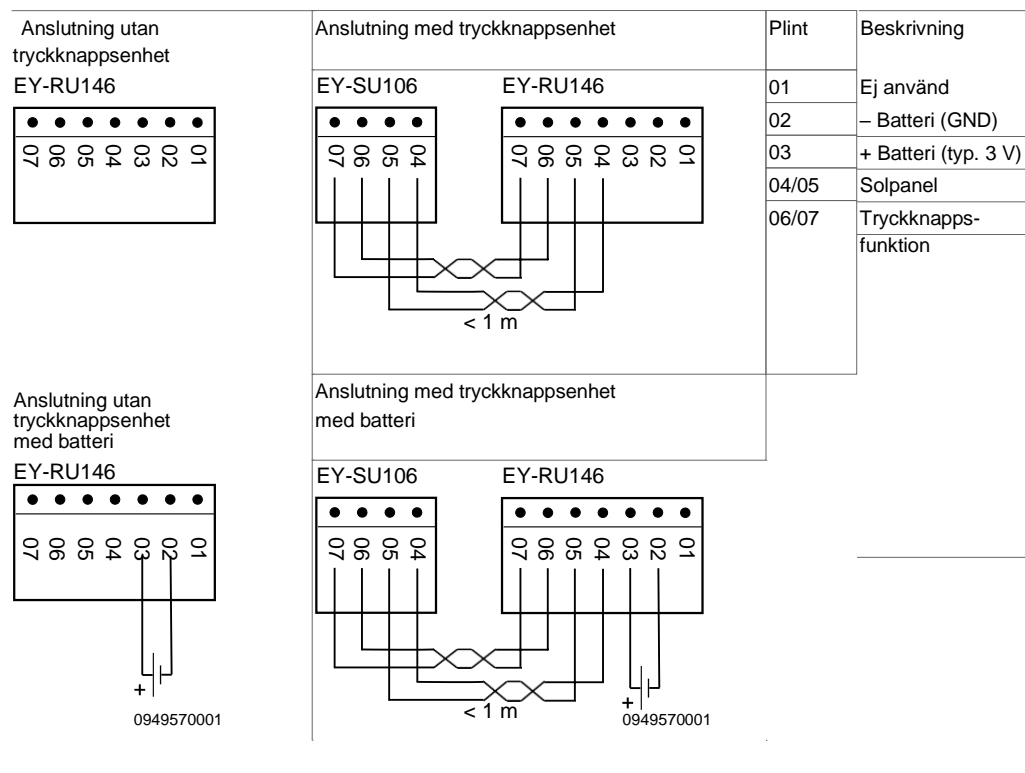 Anslutning utan
tryckknappsenhet
EY-RU146
07 06 05 04 03 02 01
Anslutning med tryckknappsenhet
EY-SU106
EY-RU146
07 06 05 04
07 06 05 04 03 02 01
< 1 m
Plint
Beskrivning
01
Ej använd
02
– Batteri (GND)
03
+ Batteri (typ. 3 V)
04/05
Solpanel
06/07
Tryckknapps-
funktion
Anslutning utan
tryckknappsenhet
med batteri
EY-RU146
07 06 05 04 03 02 01
+
0949570001
Anslutning med tryckknappsenhet
med batteri
EY-SU106
EY-RU146
07 06 05 04
07 06 05 04 03 02 01
< 1 m
+
0949570001